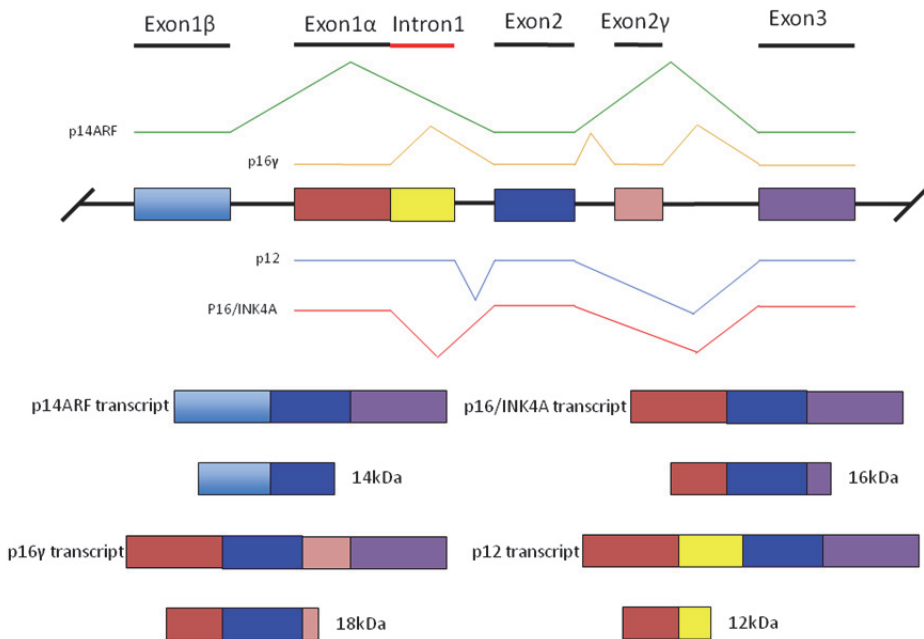 Exon1β Exon1α Intron1 Exon2 Exon2γ Exon3
p14ARF
p16γ
p12
P16/INK4A
p14ARF transcript
p16/INK4A transcript
14kDa
16kDa
p16γ transcript
p12 transcript
18kDa
12kDa